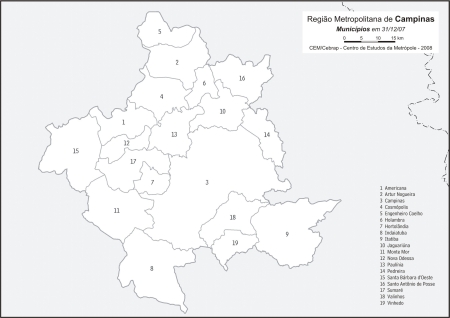 Região Metropolitana de Campinas
Municípios em 31/12/07
0 5 10 15 km
CEM/Cebrap - Centro de Estudos da Metrópole - 2008
5
2
16
6
4
10
1
13
14
12
15
17
7
3
11
18
9
19
8
1 Americana
2 Artur Nogueira
3 Campinas
4 Cosmópolis
5 Engenheiro Coelho
6 Holambra
7 Hortolândia
8 Indaiatuba
9 Itatiba
10 Jaguariúna
11 Monte Mor
12 Nova Odessa
13 Paulínia
14 Pedreira
15 Santa Bárbara d'Oeste
16 Santo Antônio de Posse
17 Sumaré
18 Valinhos
19 Vinhedo